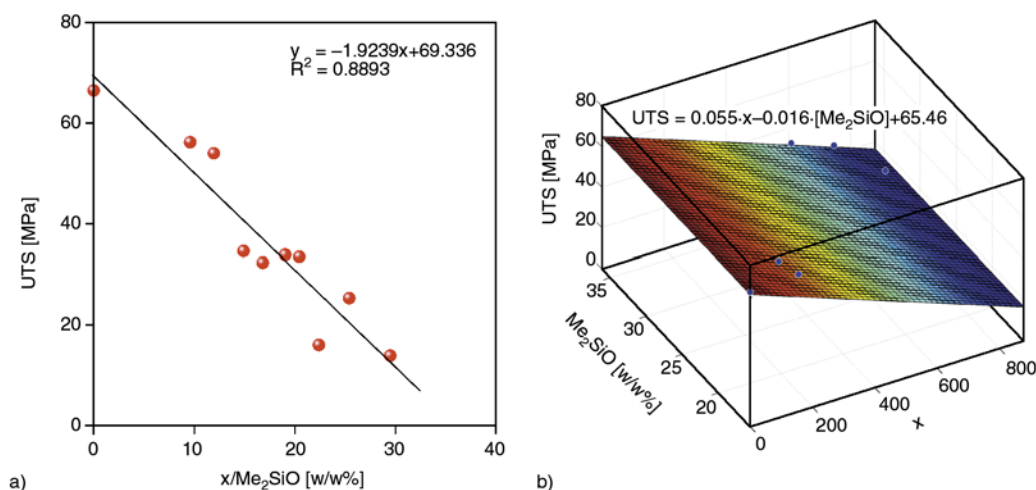 80
60
40
20
0
UTS [MPa]
y = −1.9239x+69.336
R² = 0.8893
0 10 20 30 40
x/Me₂SiO [w/w%]
a)
80
60
40
20
0
UTS [MPa]
UTS = 0.055·x−0.016·[Me₂SiO]+65.46
35
30
25
20
Me₂SiO [w/w%]
0 200 400 600 800
x
b)